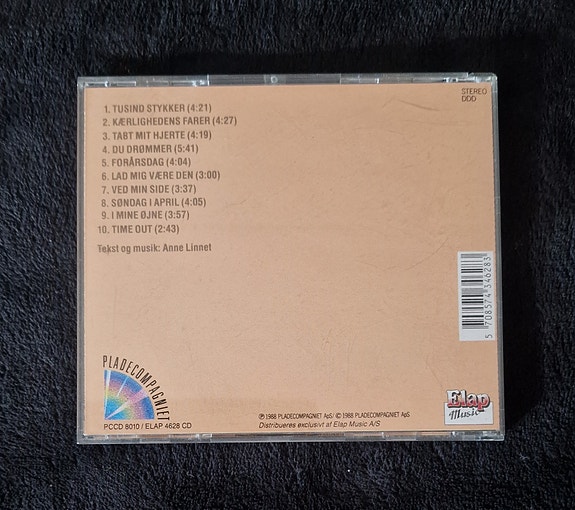 STEREO
DDD
1. TUSIND STYKKER (4:21)
2. KÆRLIGHEDENS FARER (4:27)
3. TABT MIT HJERTE (4:19)
4. DU DRØMMER (5:41)
5. FORÅRSDAG (4:04)
6. LAD MIG VÆRE DEN (3:00)
7. VED MIN SIDE (3:37)
8. SØNDAG I APRIL (4:05)
9. I MINE ØJNE (3:57)
10. TIME OUT (2:43)
Tekst og musik: Anne Linnet
5 708574 346283
PLADECOMPAGNIET
PCCD 8010 / ELAP 4628 CD
℗ 1988 PLADECOMPAGNIET ApS/ © 1988 PLADECOMPAGNIET ApS
Distribueres exclusivt af Elap Music A/S
Elap
Music